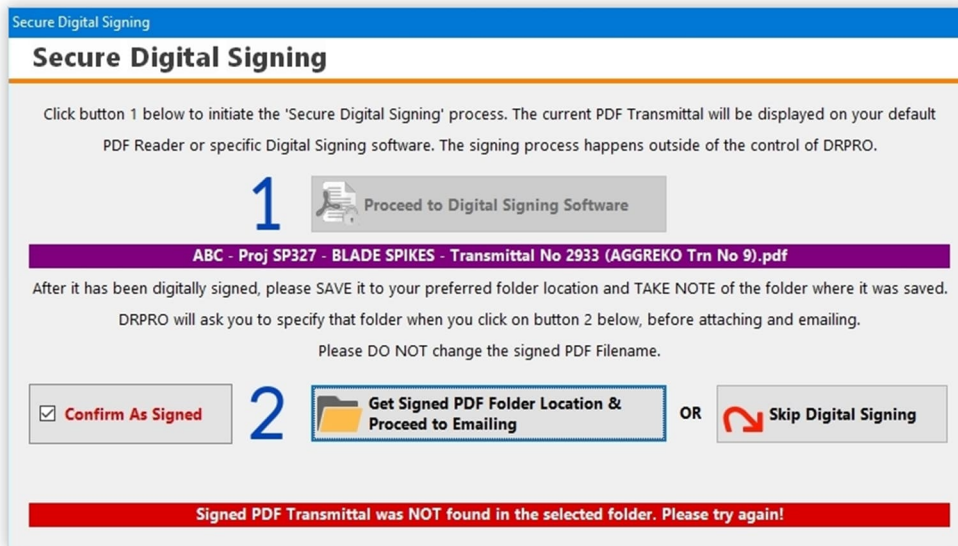 Secure Digital Signing
Secure Digital Signing
Click button 1 below to initiate the 'Secure Digital Signing' process. The current PDF Transmittal will be displayed on your default
PDF Reader or specific Digital Signing software. The signing process happens outside of the control of DRPRO.
1
Proceed to Digital Signing Software
ABC - Proj SP327 - BLADE SPIKES - Transmittal No 2933 (AGGREKO Trn No 9).pdf
After it has been digitally signed, please SAVE it to your preferred folder location and TAKE NOTE of the folder where it was saved.
DRPRO will ask you to specify that folder when you click on button 2 below, before attaching and emailing.
Please DO NOT change the signed PDF Filename.
Confirm As Signed
2
Get Signed PDF Folder Location &
Proceed to Emailing
OR
Skip Digital Signing
Signed PDF Transmittal was NOT found in the selected folder. Please try again!